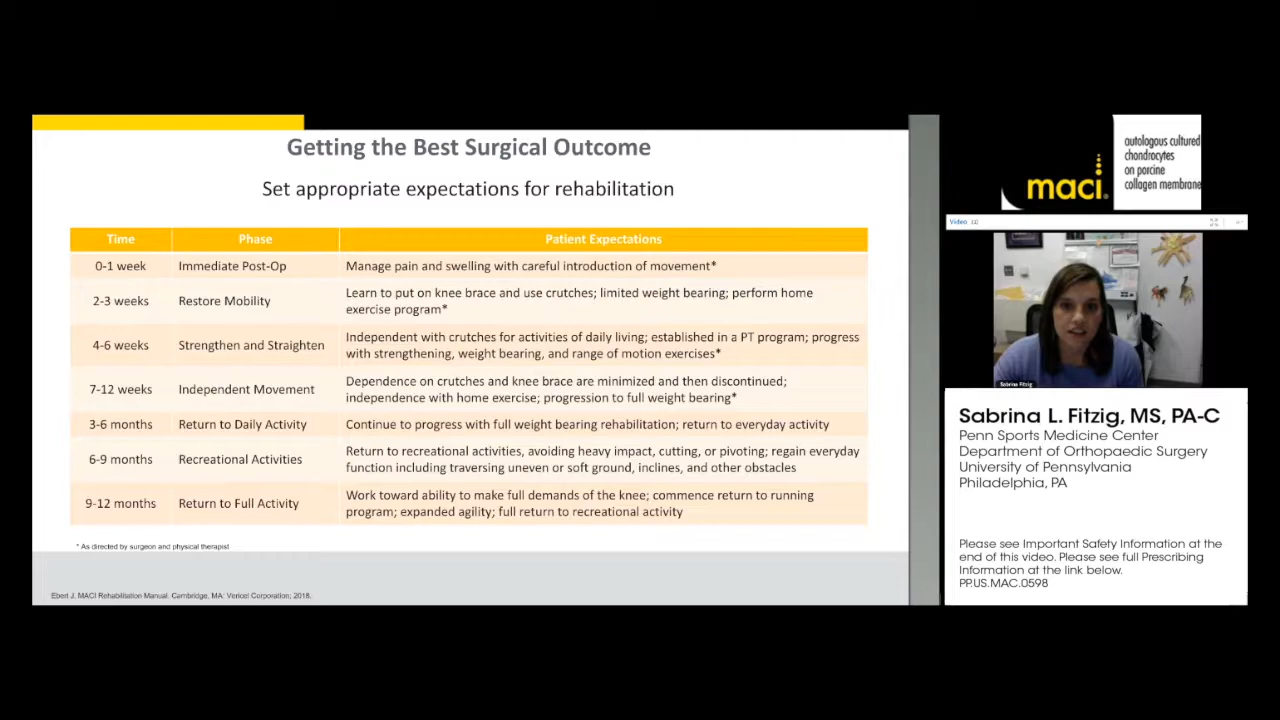 Getting the Best Surgical Outcome
Set appropriate expectations for rehabilitation
Time Phase Patient Expectations
0-1 week Immediate Post-Op Manage pain and swelling with careful introduction of movement*
2-3 weeks Restore Mobility Learn to put on knee brace and use crutches; limited weight bearing; perform home
exercise program*
4-6 weeks Strengthen and Straighten Independent with crutches for activities of daily living; established in a PT program; progress
with strengthening, weight bearing, and range of motion exercises*
7-12 weeks Independent Movement Dependence on crutches and knee brace are minimized and then discontinued;
independence with home exercise; progression to full weight bearing*
3-6 months Return to Daily Activity Continue to progress with full weight bearing rehabilitation; return to everyday activity
6-9 months Recreational Activities Return to recreational activities, avoiding heavy impact, cutting, or pivoting; regain everyday
function including traversing uneven or soft ground, inclines, and other obstacles
9-12 months Return to Full Activity Work toward ability to make full demands of the knee; commence return to running
program; expanded agility; full return to recreational activity
* As directed by surgeon and physical therapist
Ebert J. MACI Rehabilitation Manual. Cambridge, MA: Vericel Corporation; 2018.
maci®
autologous cultured
chondrocytes
on porcine
collagen membrane
Video (1)
Sabrina Fitzig
Sabrina L. Fitzig, MS, PA-C
Penn Sports Medicine Center
Department of Orthopaedic Surgery
University of Pennsylvania
Philadelphia, PA
Please see Important Safety Information at the
end of this video. Please see full Prescribing
Information at the link below.
PP.US.MAC.0598